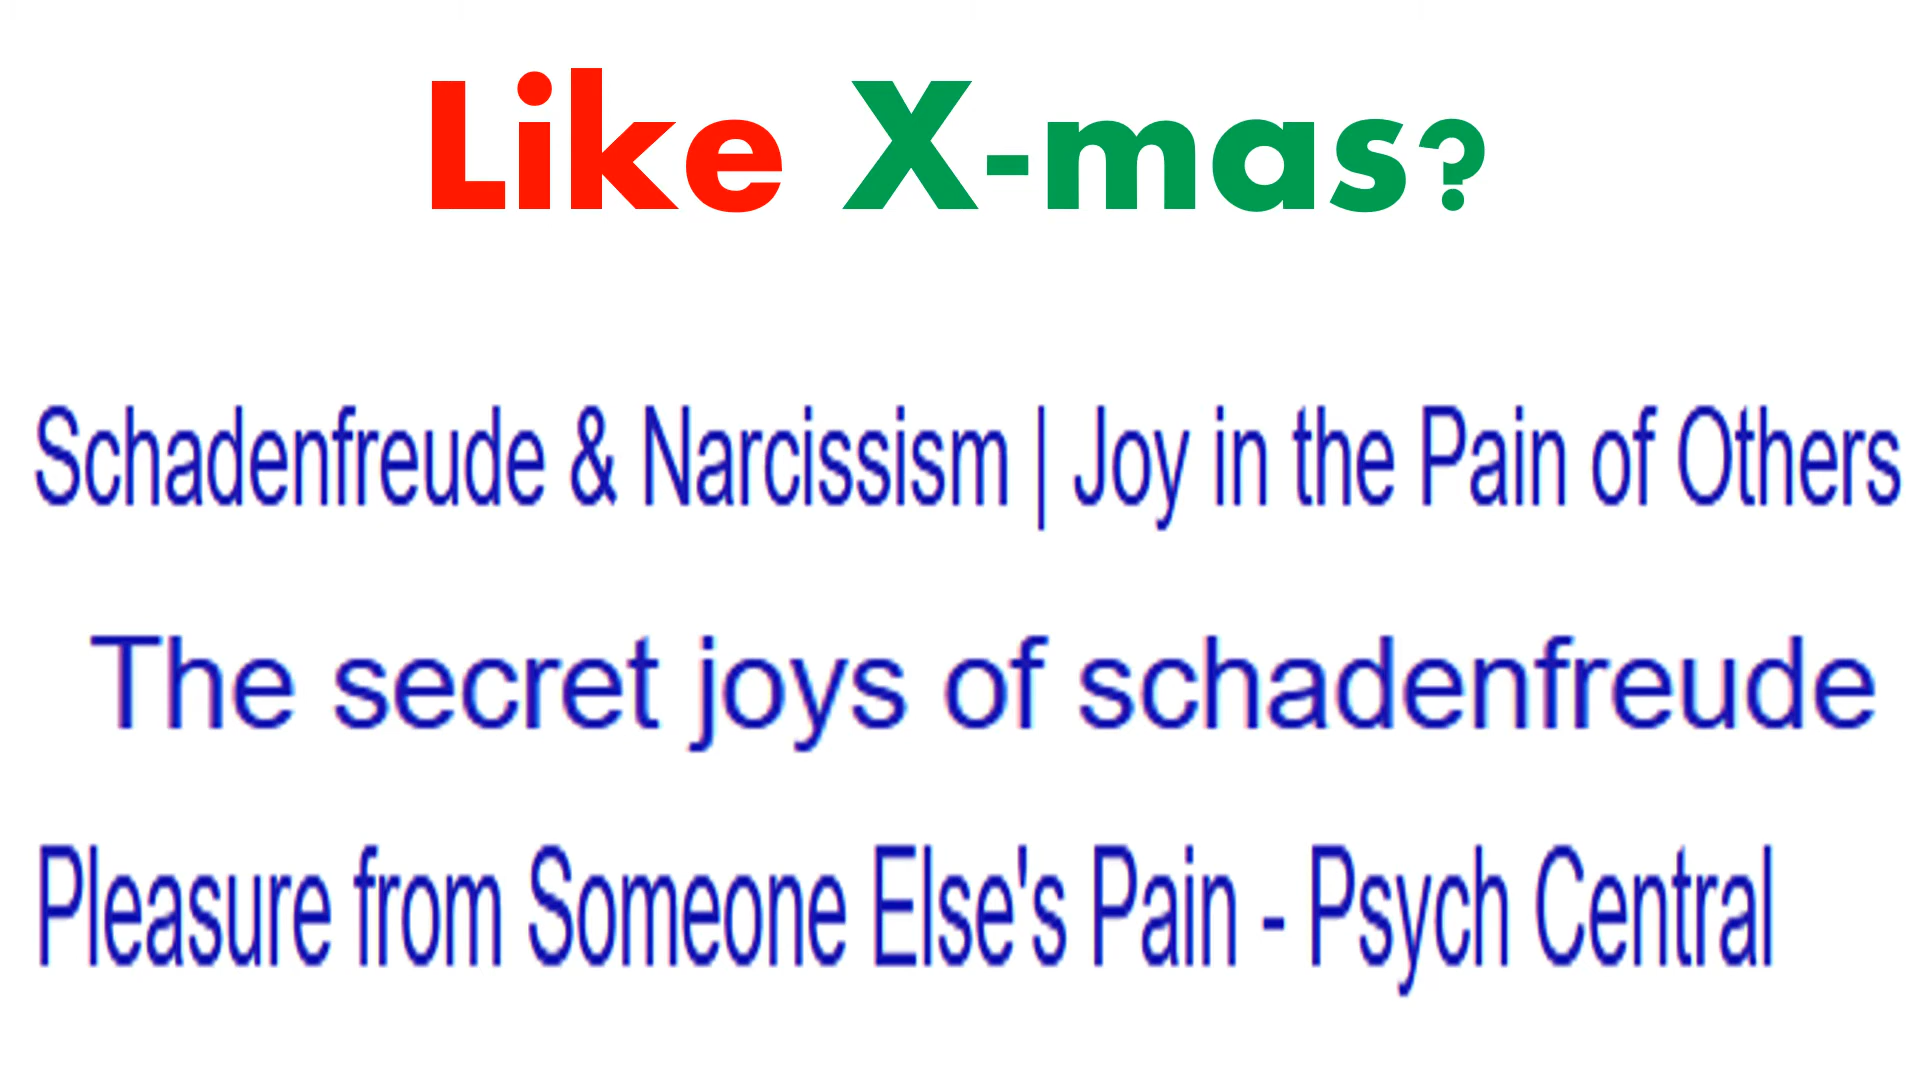 Like X-mas?
Schadenfreude & Narcissism | Joy in the Pain of Others
The secret joys of schadenfreude
Pleasure from Someone Else's Pain - Psych Central